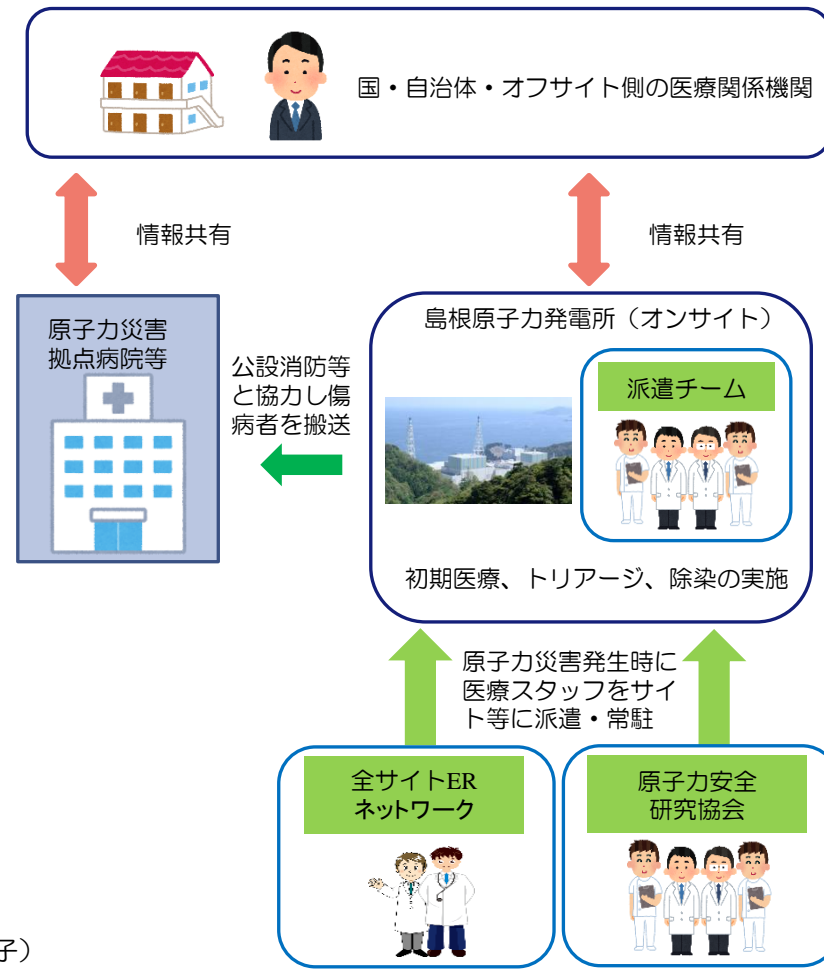 国・自治体・オフサイト側の医療関係機関
情報共有
情報共有
原子力災害
拠点病院等
公設消防等
と協力し傷
病者を搬送
島根原子力発電所（オンサイト）
派遣チーム
初期医療、トリアージ、除染の実施
原子力災害発生時に
医療スタッフをサイ
ト等に派遣・常駐
全サイトER
ネットワーク
原子力安全
研究協会
子）